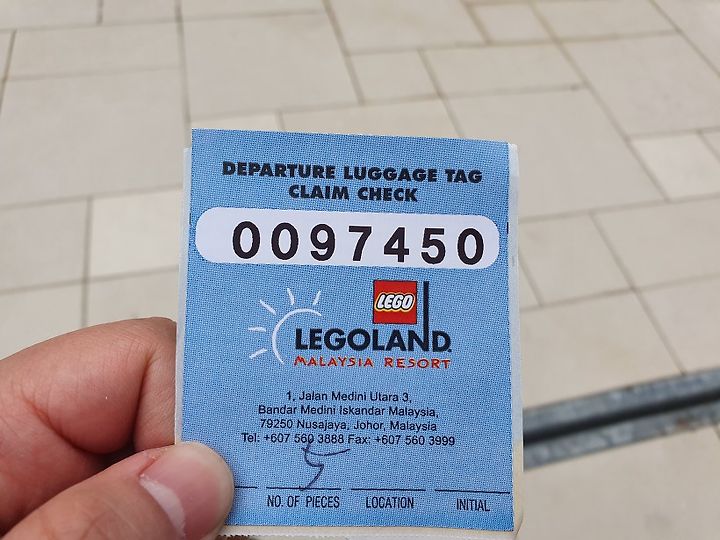 DEPARTURE LUGGAGE TAG
CLAIM CHECK
0097450
LEGO
LEGOLAND®
MALAYSIA RESORT
1, Jalan Medini Utara 3,
Bandar Medini Iskandar Malaysia,
79250 Nusajaya, Johor, Malaysia
Tel: +607 560 3888 Fax: +607 560 3999
5
NO. OF PIECES LOCATION INITIAL